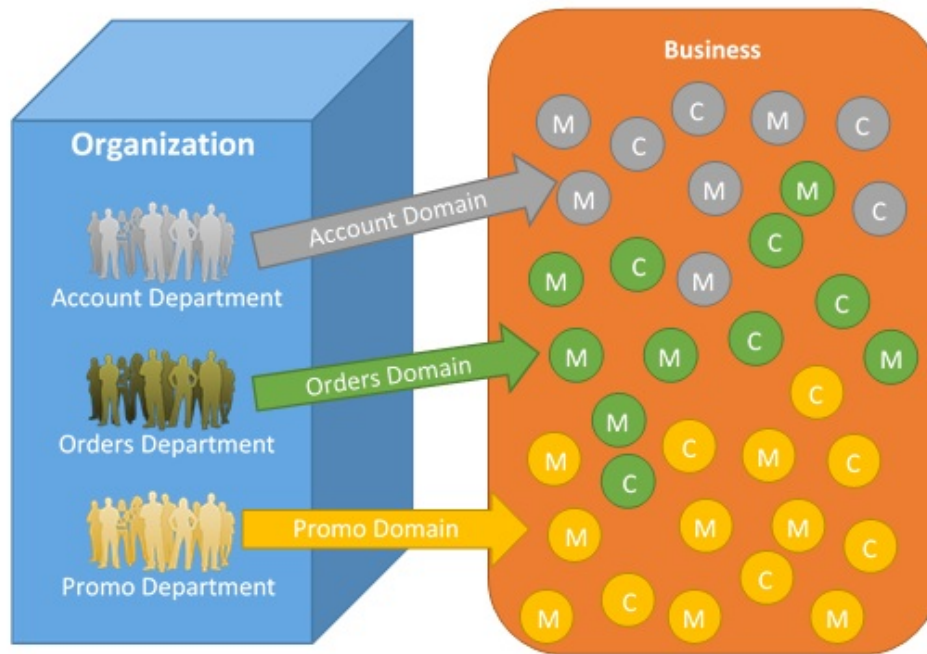 Business
Organization
Account Department
Orders Department
Promo Department
Account Domain
Orders Domain
Promo Domain
M
C
C
M
C
M
M
M
C
C
M
C
M
C
M
M
C
M
C
M
M
C
C
M
C
M
M
M
C
C
M
C
M
M